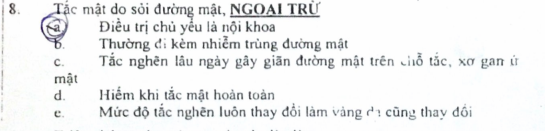 8. Tắc mật do sỏi đường mật, NGOẠI TRỪ
a. Điều trị chủ yếu là nội khoa
b. Thường đi kèm nhiễm trùng đường mật
c. Tắc nghẽn lâu ngày gây giãn đường mật trên chỗ tắc, xơ gan ứ
mật
d. Hiếm khi tắc mật hoàn toàn
e. Mức độ tắc nghẽn luôn thay đổi làm vàng da cũng thay đổi